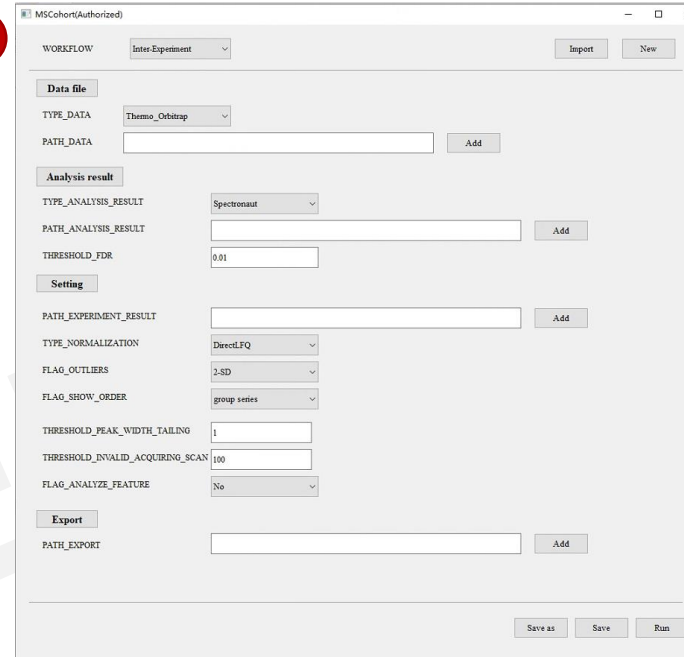 MSCohort(Authorized)
WORKFLOW Inter-Experiment Import New
Data file
TYPE_DATA Thermo_Orbitrap
PATH_DATA Add
Analysis result
TYPE_ANALYSIS_RESULT Spectronaut
PATH_ANALYSIS_RESULT Add
THRESHOLD_FDR 0.01
Setting
PATH_EXPERIMENT_RESULT Add
TYPE_NORMALIZATION DirectLFQ
FLAG_OUTLIERS 2-SD
FLAG_SHOW_ORDER group series
THRESHOLD_PEAK_WIDTH_TAILING 1
THRESHOLD_INVALID_ACQUIRING_SCAN 100
FLAG_ANALYZE_FEATURE No
Export
PATH_EXPORT Add
Save as Save Run